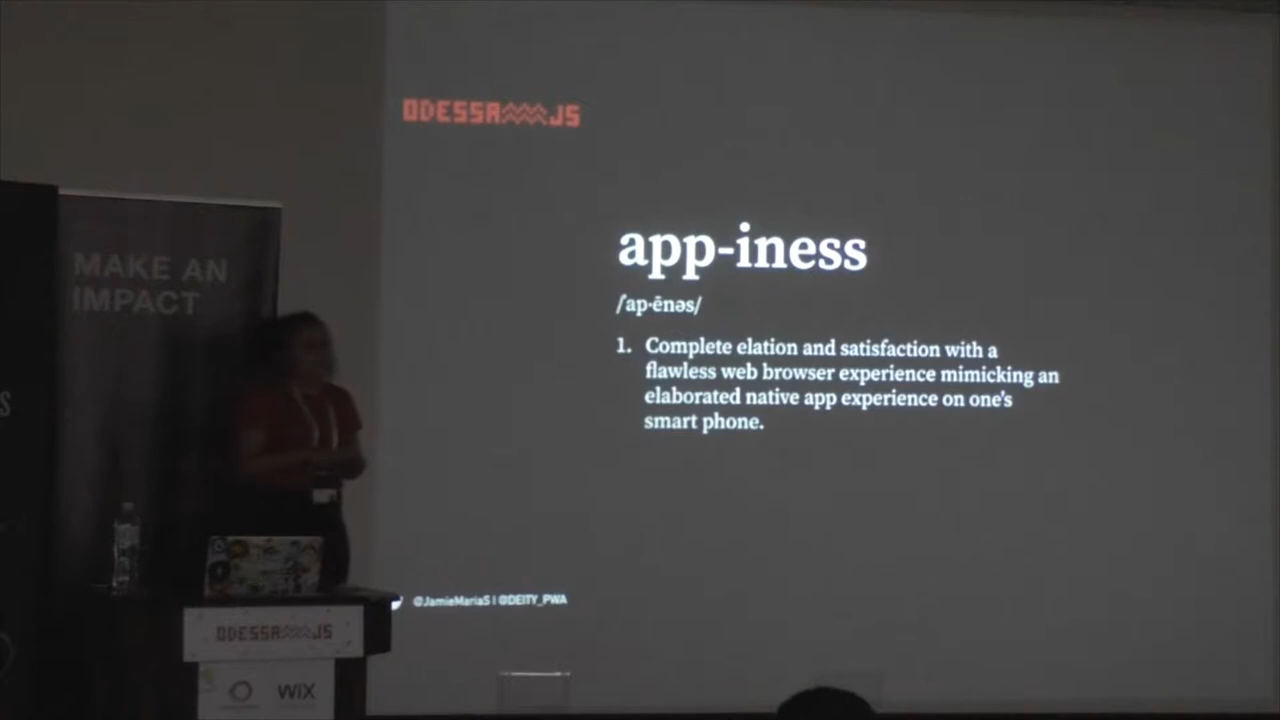 ODESSA JS
app-iness
/ˈap·ēnəs/
1. Complete elation and satisfaction with a
flawless web browser experience mimicking an
elaborated native app experience on one's
smart phone.
@JamieMariaS | @DEITY_PWA
MAKE AN
IMPACT
S
ODESSA JS
WIX